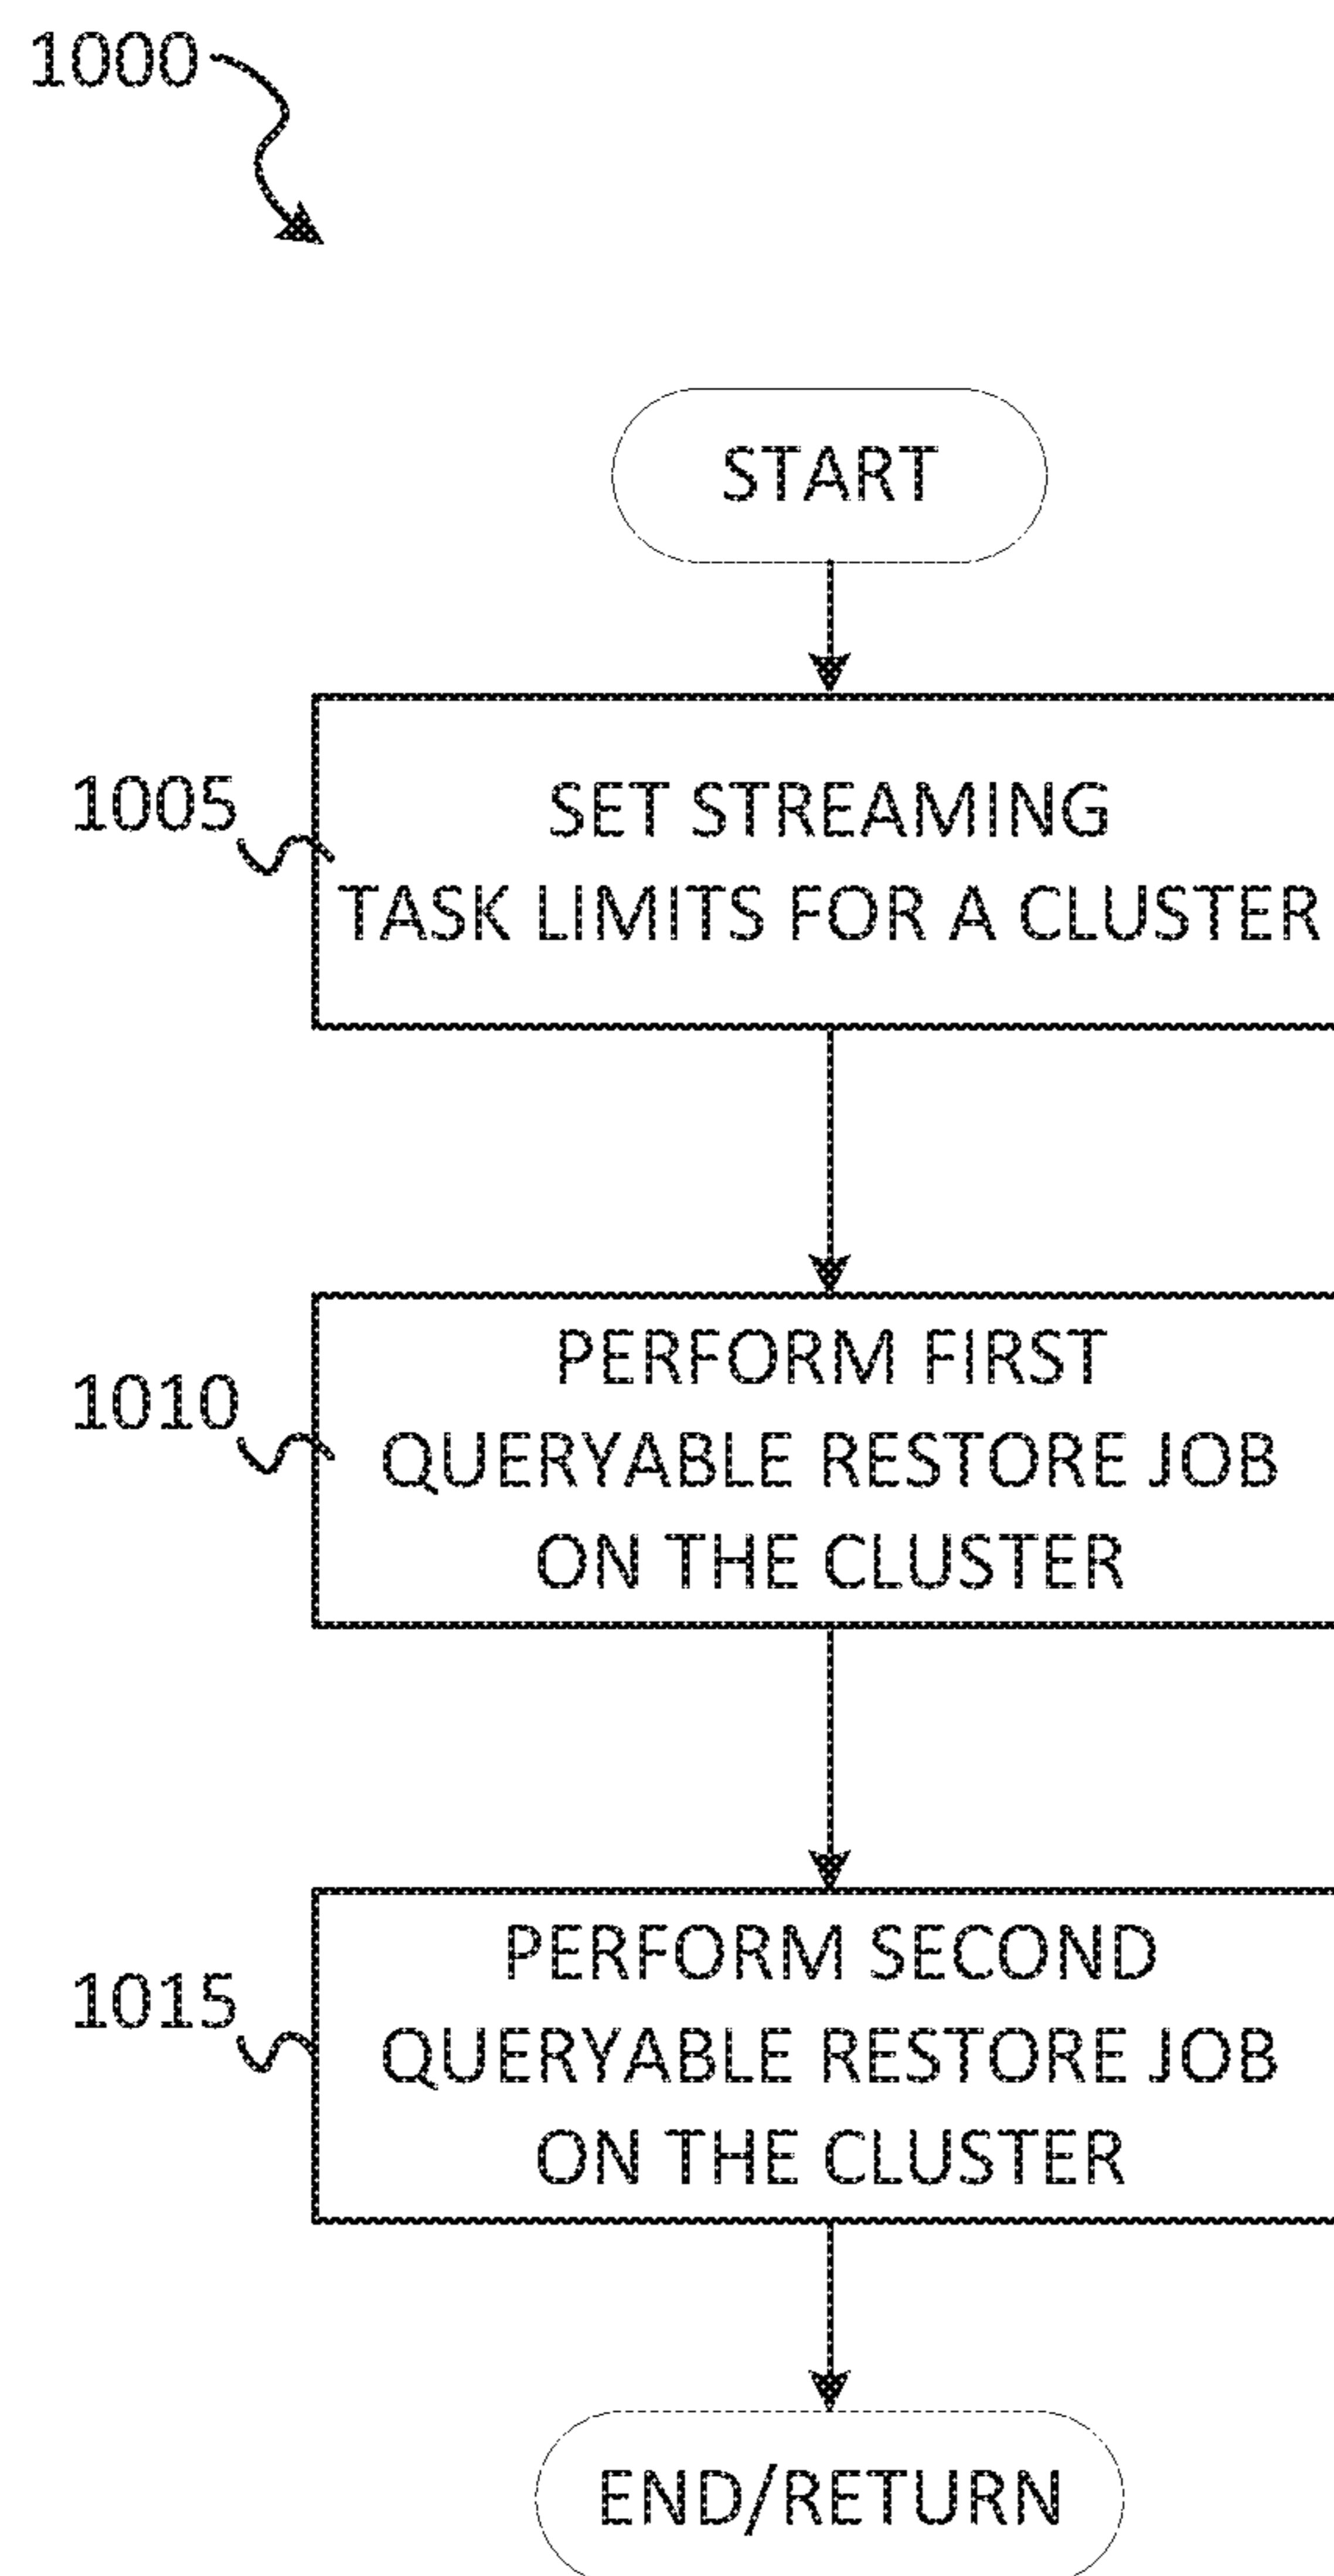 1000
START
1005
SET STREAMING
TASK LIMITS FOR A CLUSTER
1010
PERFORM FIRST
QUERYABLE RESTORE JOB
ON THE CLUSTER
1015
PERFORM SECOND
QUERYABLE RESTORE JOB
ON THE CLUSTER
END/RETURN